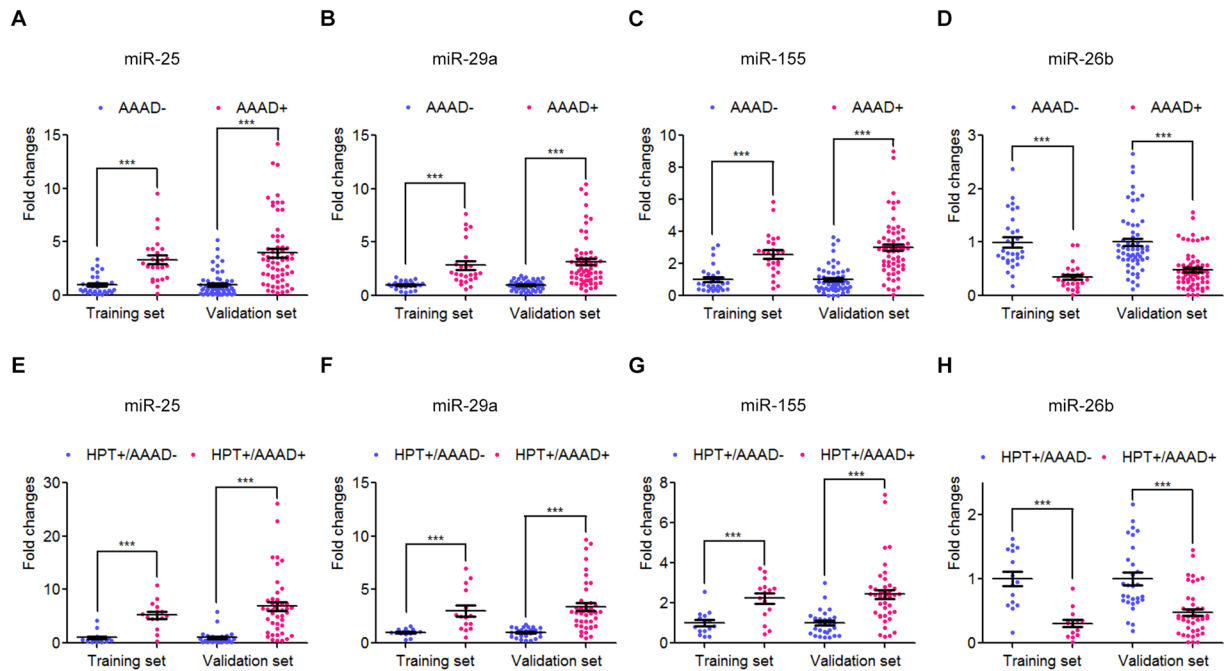 A
B
C
D
miR-25
miR-29a
miR-155
miR-26b
AAAD- AAAD+
AAAD- AAAD+
AAAD- AAAD+
AAAD- AAAD+
Fold changes
15
10
5
0
***
***
Training set Validation set
Fold changes
15
10
5
0
***
***
Training set Validation set
Fold changes
10
8
6
4
2
0
***
***
Training set Validation set
Fold changes
3
2
1
0
***
***
Training set Validation set
E
F
G
H
miR-25
miR-29a
miR-155
miR-26b
HPT+/AAAD- HPT+/AAAD+
HPT+/AAAD- HPT+/AAAD+
HPT+/AAAD- HPT+/AAAD+
HPT+/AAAD- HPT+/AAAD+
Fold changes
30
20
10
0
***
***
Training set Validation set
Fold changes
15
10
5
0
***
***
Training set Validation set
Fold changes
8
6
4
2
0
***
***
Training set Validation set
Fold changes
2
1
0
***
***
Training set Validation set